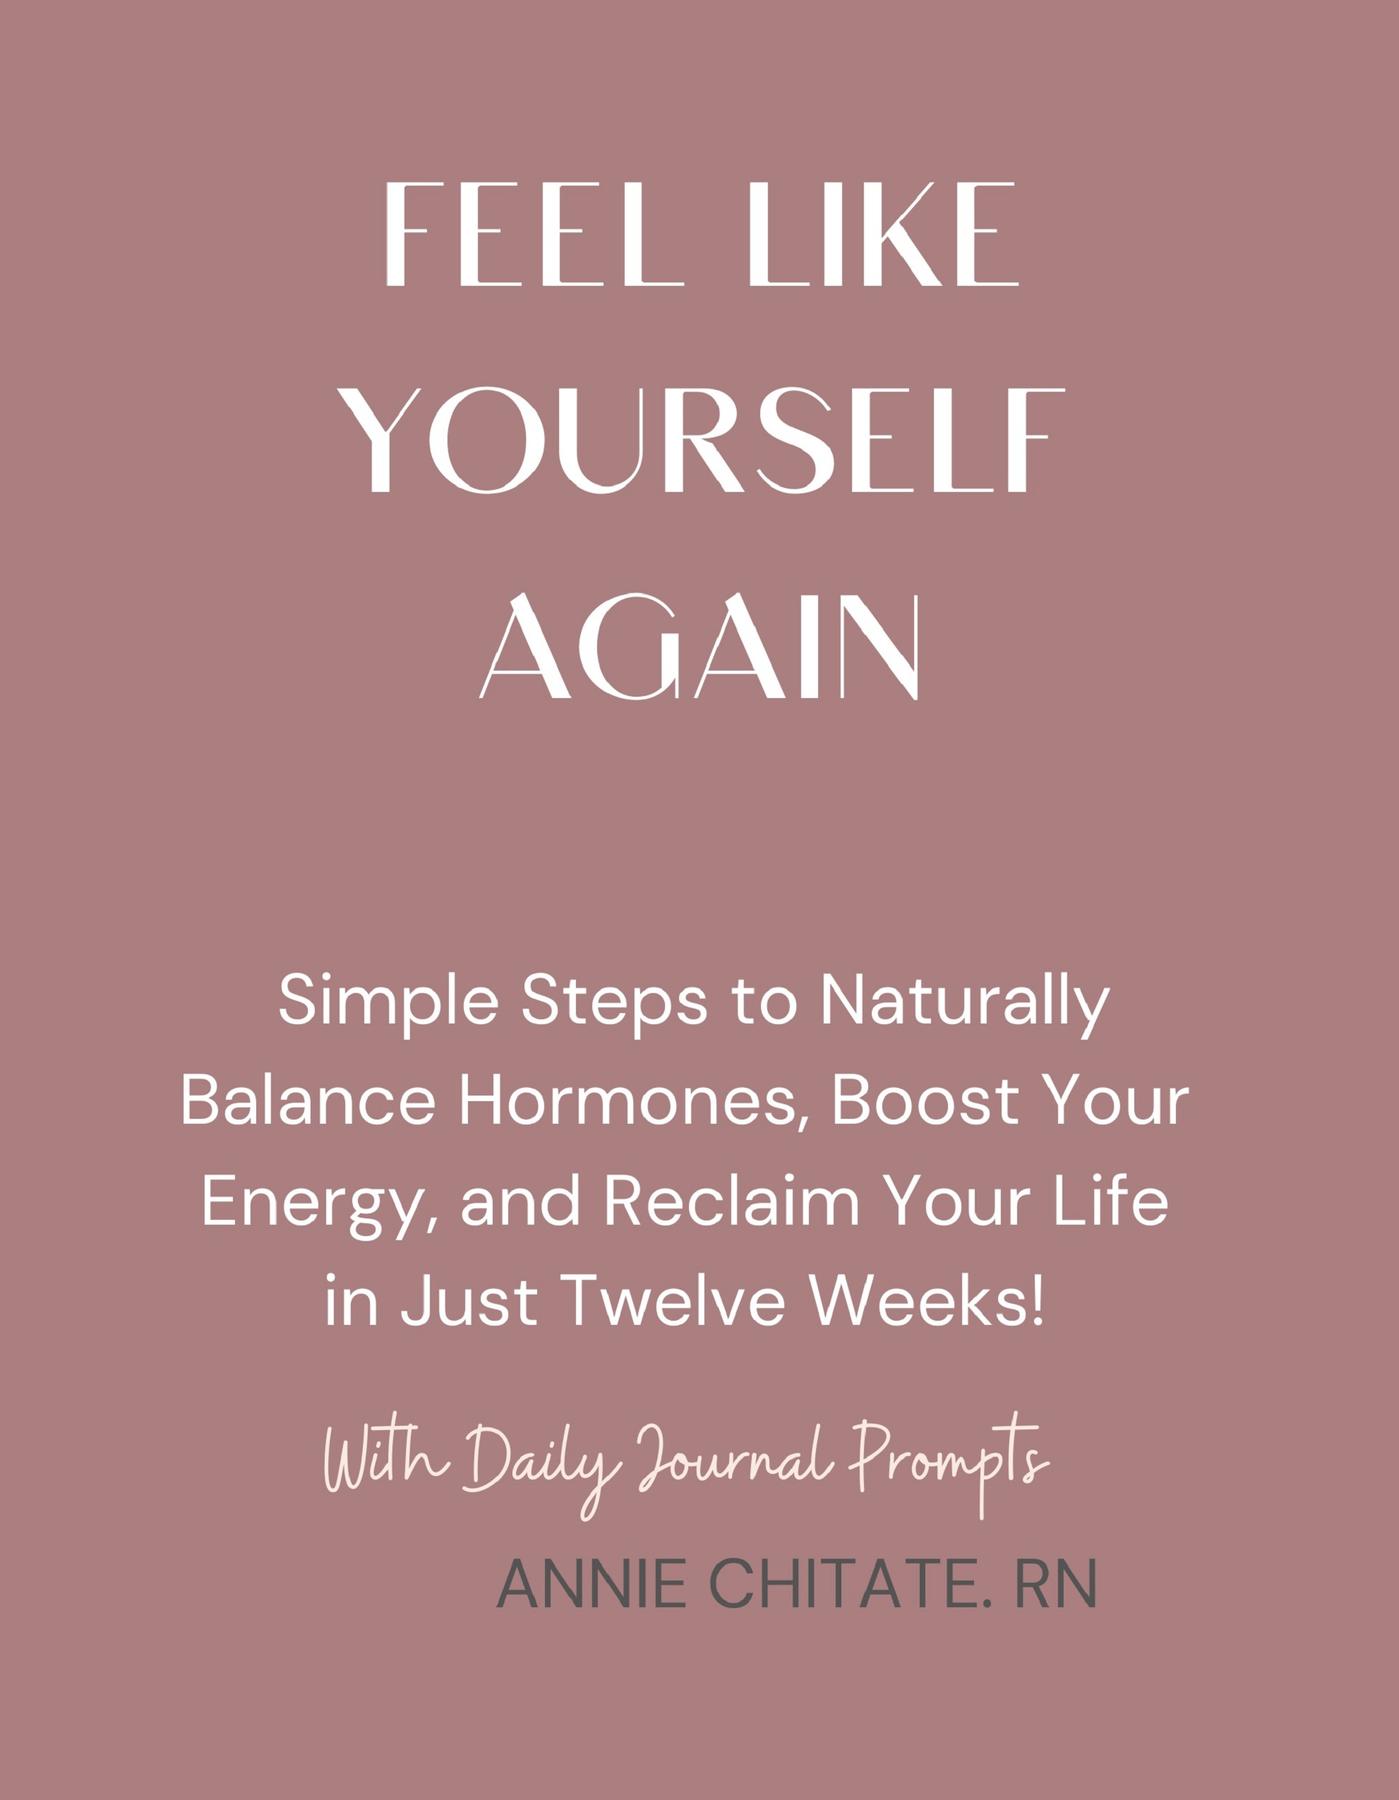 FEEL LIKE
YOURSELF
AGAIN
Simple Steps to Naturally
Balance Hormones, Boost Your
Energy, and Reclaim Your Life
in Just Twelve Weeks!
With Daily Journal Prompts
ANNIE CHITATE. RN